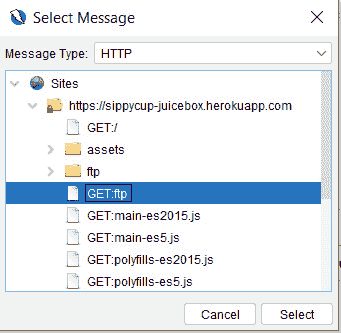 Select Message
Message Type: HTTP
Sites
https://sippycup-juicebox.herokuapp.com
GET:/
assets
ftp
GET:ftp
GET:main-es2015.js
GET:main-es5.js
GET:polyfills-es2015.js
GET:polyfills-es5.js
Cancel Select